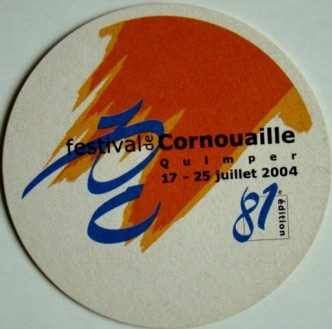 festival de Cornouaille
Quimper
17 - 25 juillet 2004
81e édition